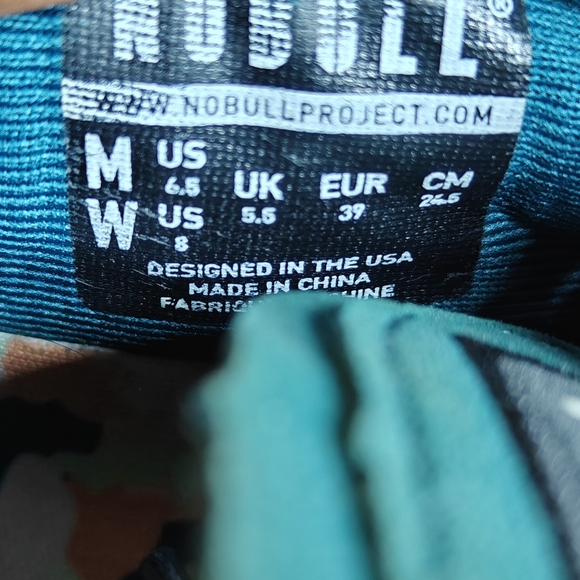 NOBULL®
WWW.NOBULLPROJECT.COM
M US 6.5 UK 5.5 EUR 39 CM 24.5
W US 8
DESIGNED IN THE USA
MADE IN CHINA